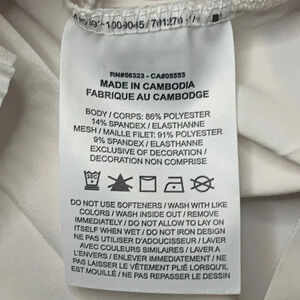 RN#56323 - CA#05553
MADE IN CAMBODIA
FABRIQUE AU CAMBODGE
BODY / CORPS: 86% POLYESTER
14% SPANDEX / ELASTHANNE
MESH / MAILLE FILET: 91% POLYESTER
9% SPANDEX / ELASTHANNE
EXCLUSIVE OF DECORATION /
DECORATION NON COMPRISE
DO NOT USE SOFTENERS / WASH WITH LIKE
COLORS / WASH INSIDE OUT / REMOVE
IMMEDIATELY / DO NOT ALLOW TO LAY ON
ITSELF WHEN WET / DO NOT IRON DESIGN
NE PAS UTILISER D'ADOUCISSEUR / LAVER
AVEC COULEURS SIMILAIRES / LAVER A
L'ENVERS / ENLEVER IMMEDIATEMENT / NE
PAS LAISSER LE VÊTEMENT PLIÉ LORSQU'IL
EST MOUILLÉ / NE PAS REPASSER LE DESSIN